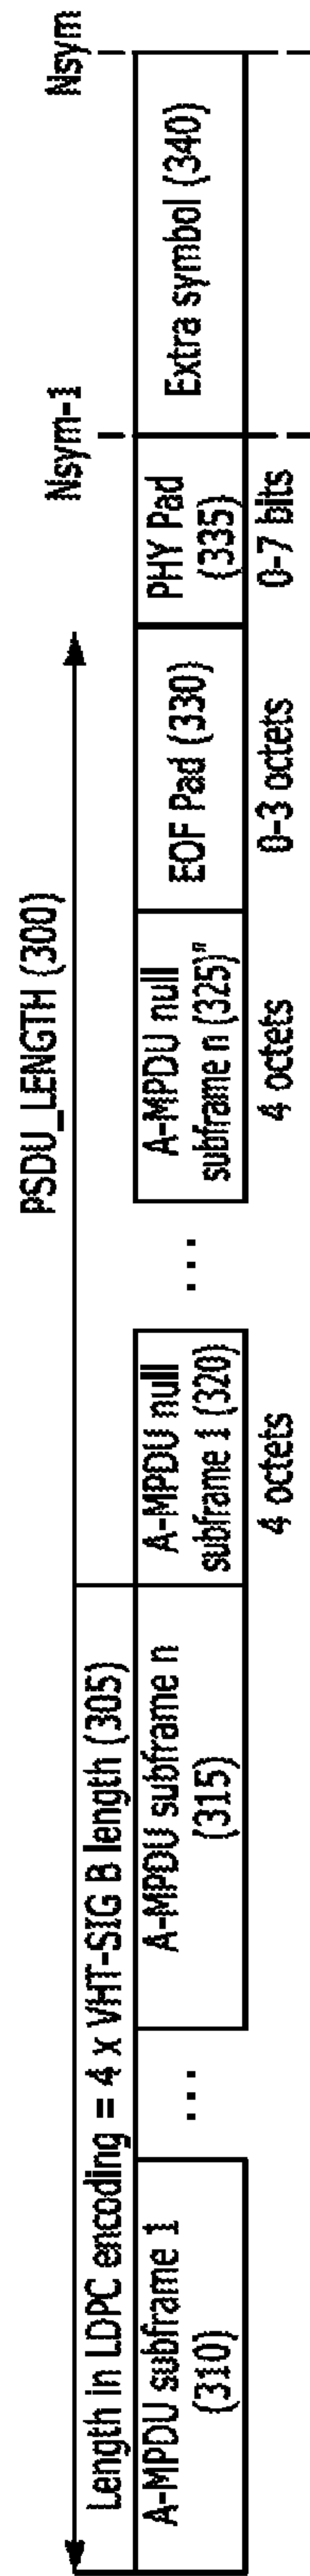 Nsym-1
Nsym
PSDU_LENGTH (300)
Length in LDPC encoding = 4 x VHT-SIG B length (305)
A-MPDU subframe 1
(310)
...
A-MPDU subframe n
(315)
A-MPDU null
subframe 1 (320)
...
A-MPDU null
subframe n (325)"
EOF Pad (330)
PHY Pad
(335)
Extra symbol (340)
4 octets
4 octets
0-3 octets
0-7 bits